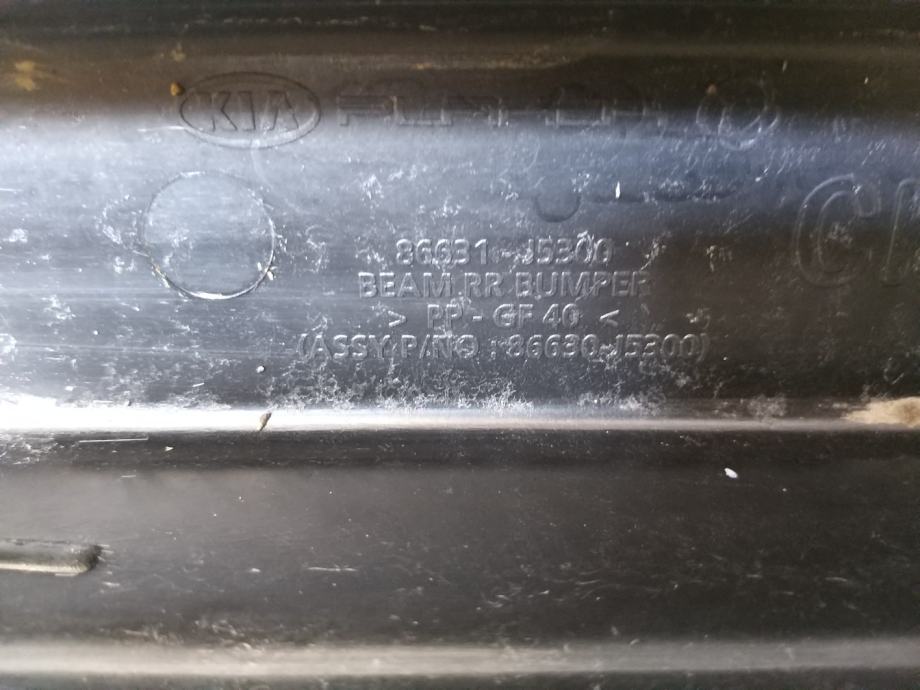 KIA
86631 - J5300
BEAM RR BUMPER
> PP - GF 40 <
(ASSY P/NO : 86630-J5300)